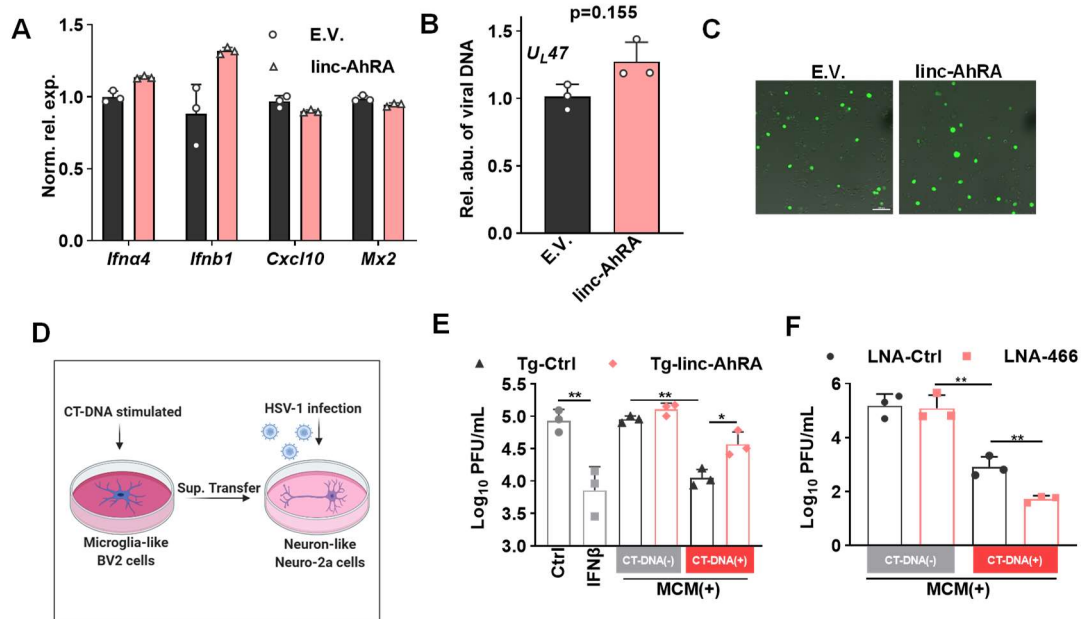 A
Norm. rel. exp.
1.5
1.0
0.5
0.0
E.V.
linc-AhRA
Ifnα4
Ifnb1
Cxcl10
Mx2
B
p=0.155
UL47
Rel. abu. of viral DNA
1.5
1.0
0.5
0.0
E.V.
linc-AhRA
C
E.V.
linc-AhRA
D
CT-DNA stimulated
HSV-1 infection
Sup. Transfer
Microglia-like
BV2 cells
Neuron-like
Neuro-2a cells
E
Tg-Ctrl
Tg-linc-AhRA
Log10 PFU/mL
5.5
5.0
4.5
4.0
3.5
3.0
**
**
*
Ctrl
IFNβ
CT-DNA(-)
CT-DNA(+)
MCM(+)
F
LNA-Ctrl
LNA-466
Log10 PFU/mL
6
4
2
0
**
**
CT-DNA(-)
CT-DNA(+)
MCM(+)